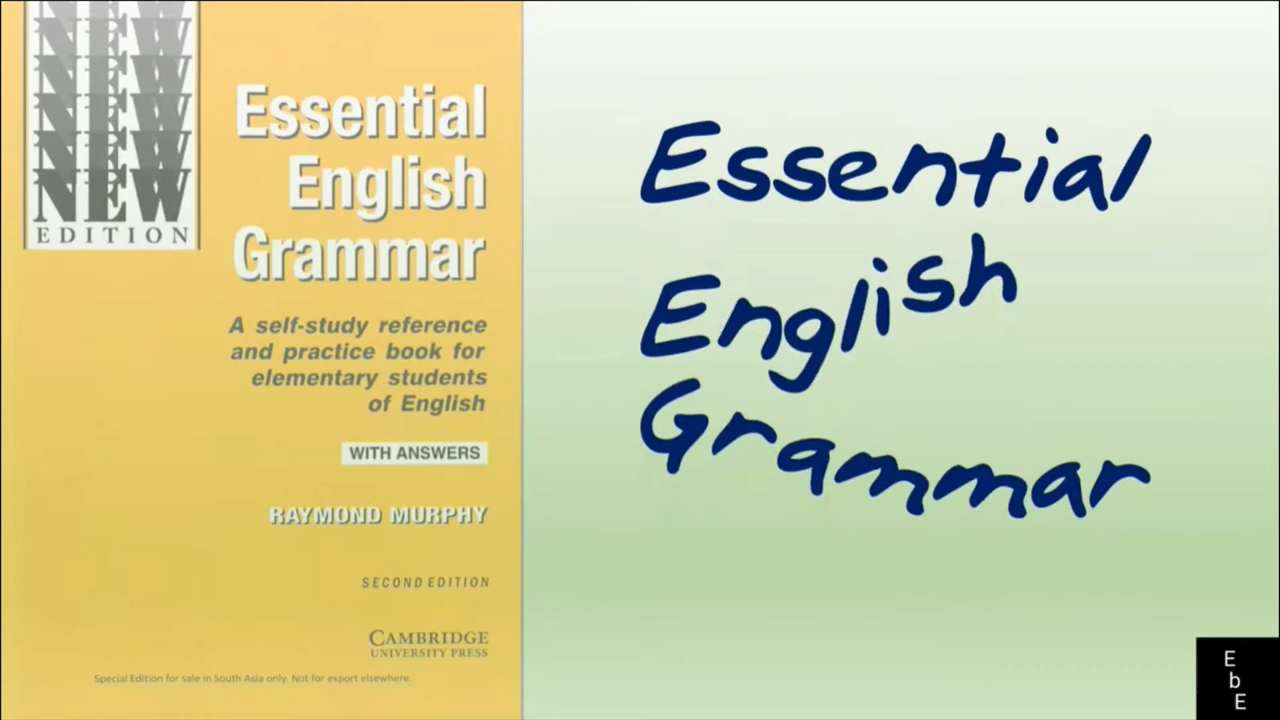 NEW
NEW
NEW
NEW
NEW
NEW
EDITION
Essential
English
Grammar
A self-study reference
and practice book for
elementary students
of English
WITH ANSWERS
RAYMOND MURPHY
SECOND EDITION
CAMBRIDGE
UNIVERSITY PRESS
Special Edition for sale in South Asia only. Not for export elsewhere.
Essential
English
Grammar
E
b
E